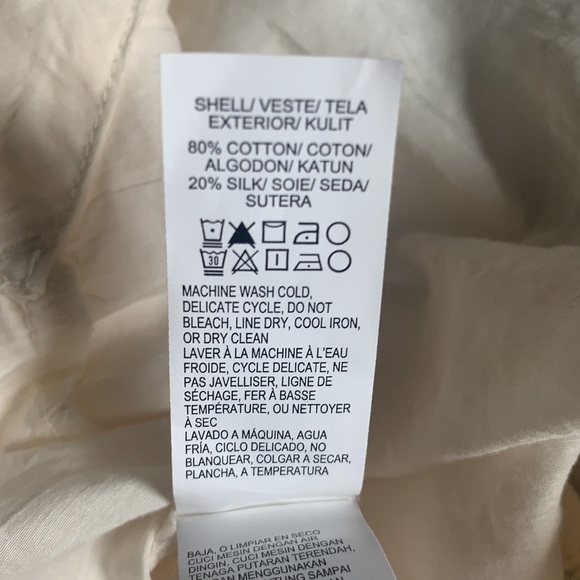 SHELL/ VESTE/ TELA
EXTERIOR/ KULIT
80% COTTON/ COTON/
ALGODON/ KATUN
20% SILK/ SOIE/ SEDA/
SUTERA
30
MACHINE WASH COLD,
DELICATE CYCLE, DO NOT
BLEACH, LINE DRY, COOL IRON,
OR DRY CLEAN
LAVER À LA MACHINE À L'EAU
FROIDE, CYCLE DELICATE, NE
PAS JAVELLISER, LIGNE DE
SÉCHAGE, FER À BASSE
TEMPÉRATURE, OU NETTOYER
À SEC
LAVADO A MÁQUINA, AGUA
FRÍA, CICLO DELICADO, NO
BLANQUEAR, COLGAR A SECAR,
PLANCHA, A TEMPERATURA
BAJA, O LIMPIAR EN SECO
CUCI MESIN DENGAN AIR
DINGIN, CUCI MESIN DENGAN
TENAGA PUTARAN TERENDAH,
MENGGUNAKAN
SAMPAI